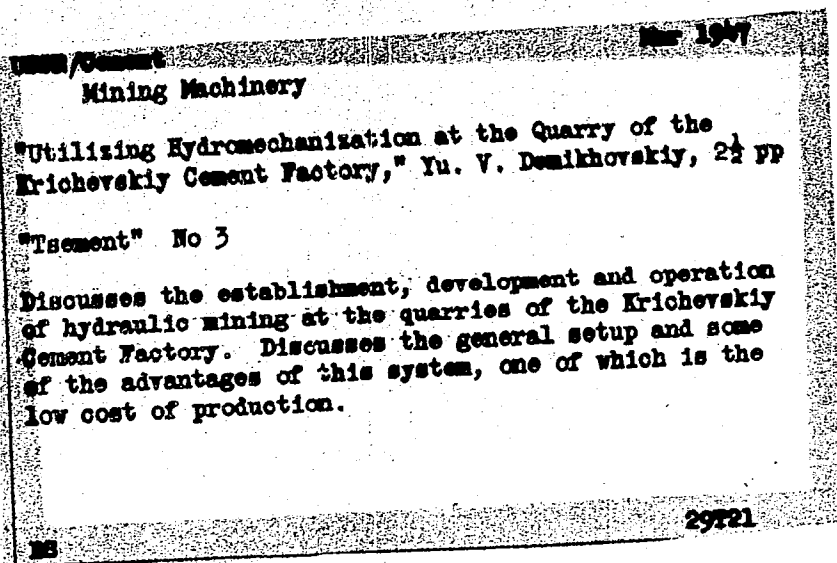 USSR/Cement Mar 1947
Mining Machinery
"Utilizing Hydromechanization at the Quarry of the
Krichevskiy Cement Factory," Yu. V. Demikhovskiy, 2½ pp
"Tsement" No 3
Discusses the establishment, development and operation
of hydraulic mining at the quarries of the Krichevskiy
Cement Factory. Discusses the general setup and some
of the advantages of this system, one of which is the
low cost of production.
29T21